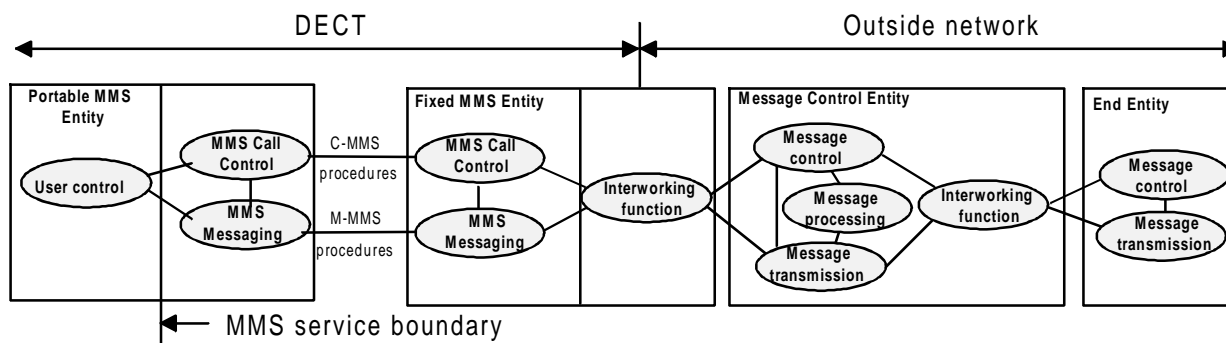 DECT
Outside network
Portable MMS
Entity
User control
MMS Call
Control
MMS
Messaging
C-MMS
procedures
M-MMS
procedures
Fixed MMS Entity
MMS Call
Control
MMS
Messaging
Interworking
function
Message Control Entity
Message
control
Message
processing
Message
transmission
Interworking
function
End Entity
Message
control
Message
transmission
MMS service boundary